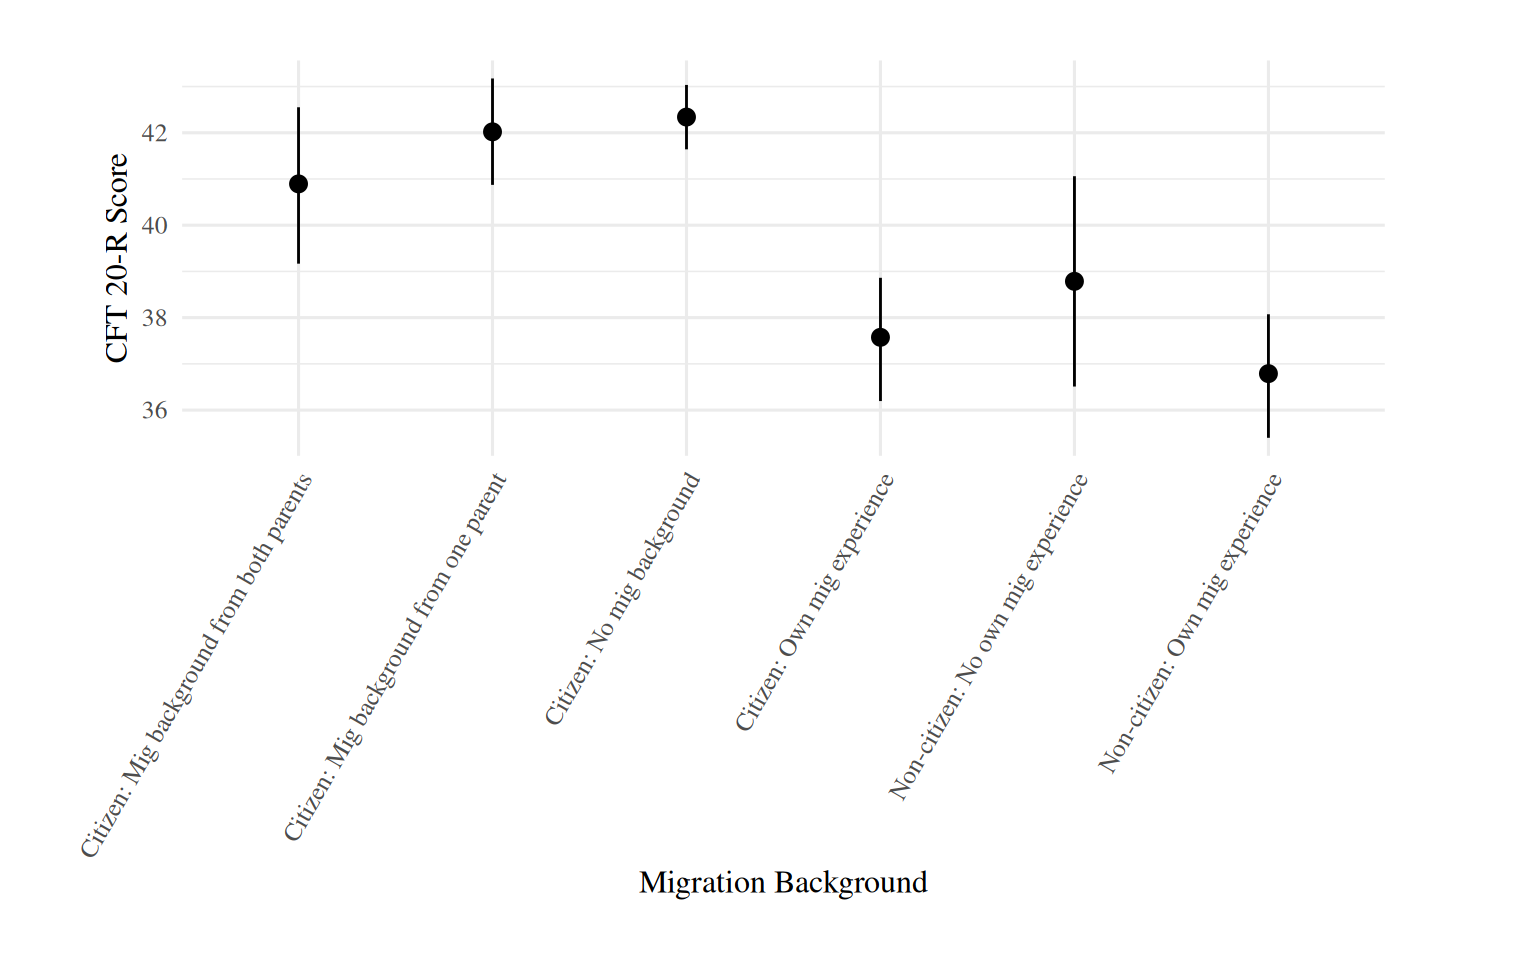 CFT 20-R Score
42
40
38
36
Citizen: Mig background from both parents
Citizen: Mig background from one parent
Citizen: No mig background
Citizen: Own mig experience
Non-citizen: No own mig experience
Non-citizen: Own mig experience
Migration Background